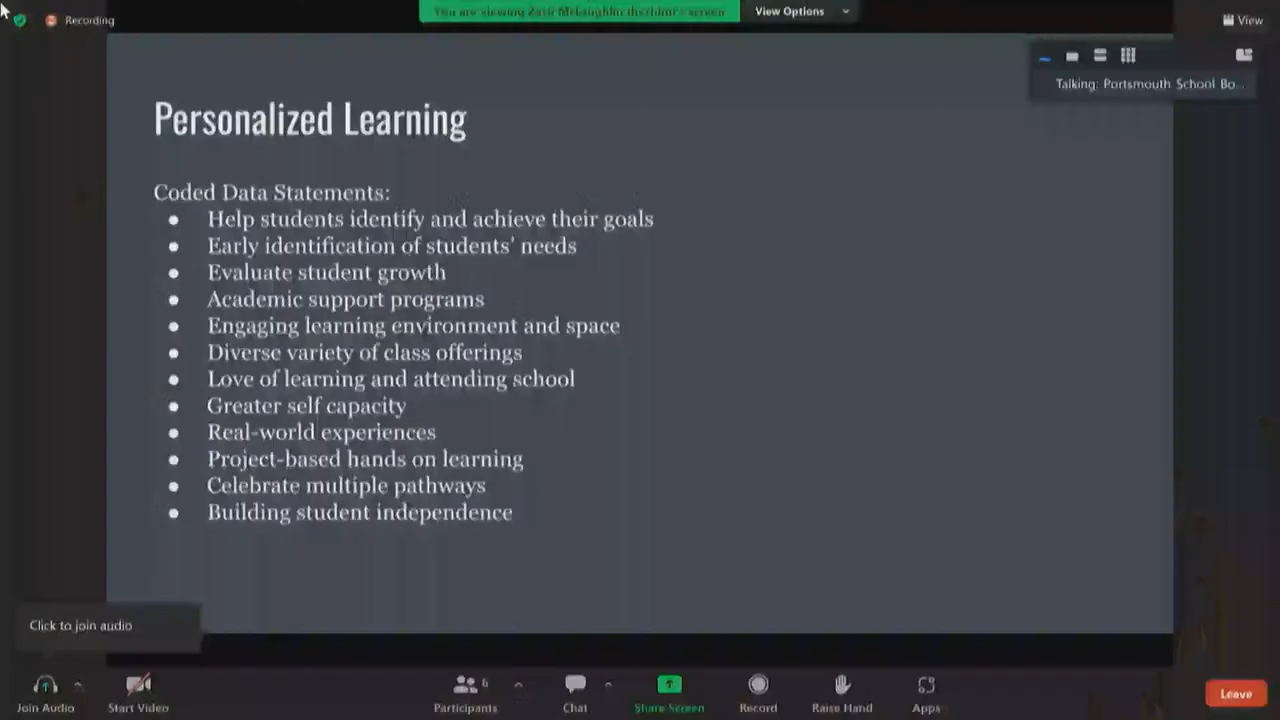 Recording
You are viewing Zach McLaughlin (he/him)'s screen
View Options
View
Talking: Portsmouth School Bo...
Personalized Learning
Coded Data Statements:
● Help students identify and achieve their goals
● Early identification of students' needs
● Evaluate student growth
● Academic support programs
● Engaging learning environment and space
● Diverse variety of class offerings
● Love of learning and attending school
● Greater self capacity
● Real-world experiences
● Project-based hands on learning
● Celebrate multiple pathways
● Building student independence
Click to join audio
Join Audio
Start Video
Participants
6
Chat
Share Screen
Record
Raise Hand
Apps
Leave